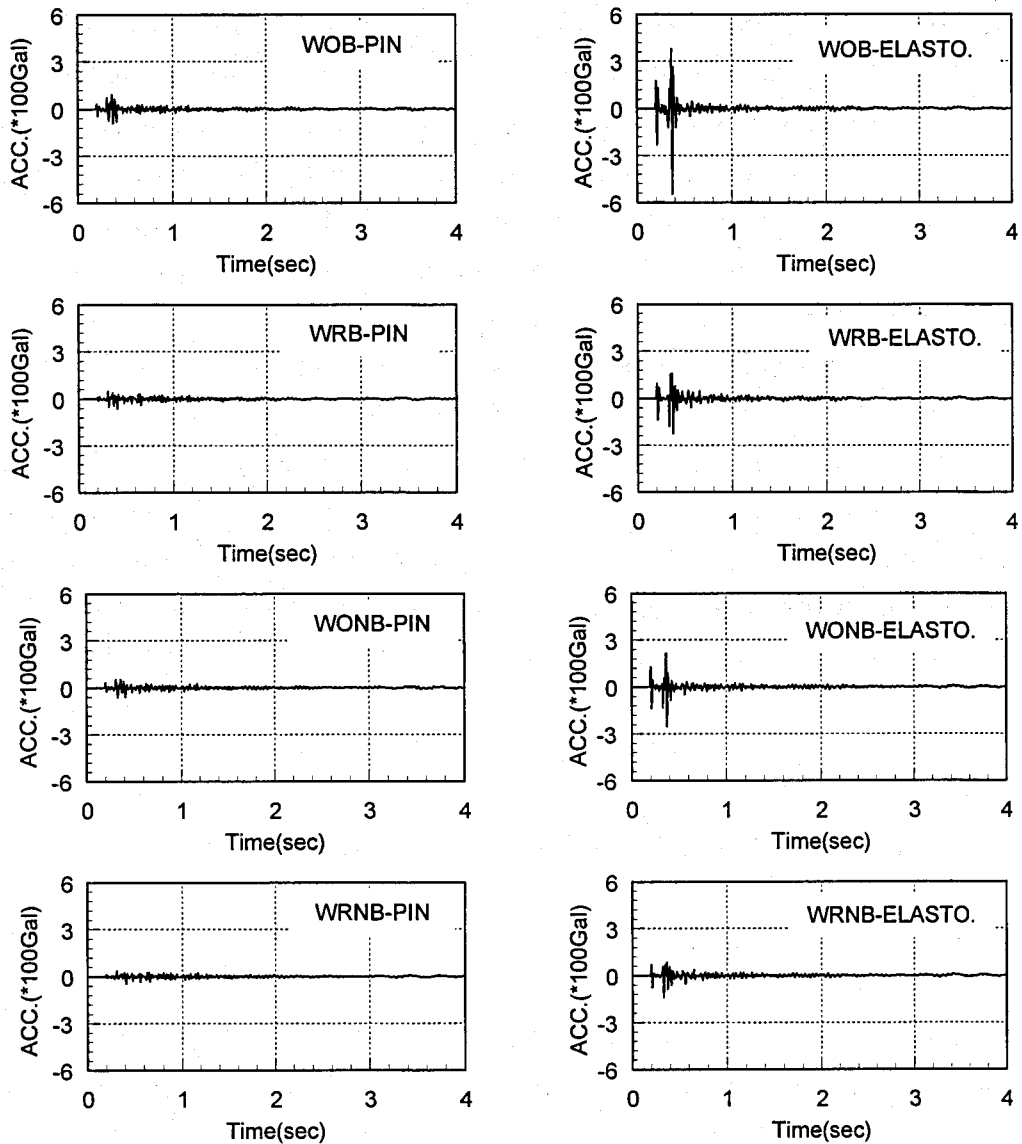 6
3
0
-3
-6
ACC.(*100Gal)
WOB-PIN
0 1 2 3 4
Time(sec)
6
3
0
-3
-6
ACC.(*100Gal)
WOB-ELASTO.
0 1 2 3 4
Time(sec)
6
3
0
-3
-6
ACC.(*100Gal)
WRB-PIN
0 1 2 3 4
Time(sec)
6
3
0
-3
-6
ACC.(*100Gal)
WRB-ELASTO.
0 1 2 3 4
Time(sec)
6
3
0
-3
-6
ACC.(*100Gal)
WONB-PIN
0 1 2 3 4
Time(sec)
6
3
0
-3
-6
ACC.(*100Gal)
WONB-ELASTO.
0 1 2 3 4
Time(sec)
6
3
0
-3
-6
ACC.(*100Gal)
WRNB-PIN
0 1 2 3 4
Time(sec)
6
3
0
-3
-6
ACC.(*100Gal)
WRNB-ELASTO.
0 1 2 3 4
Time(sec)